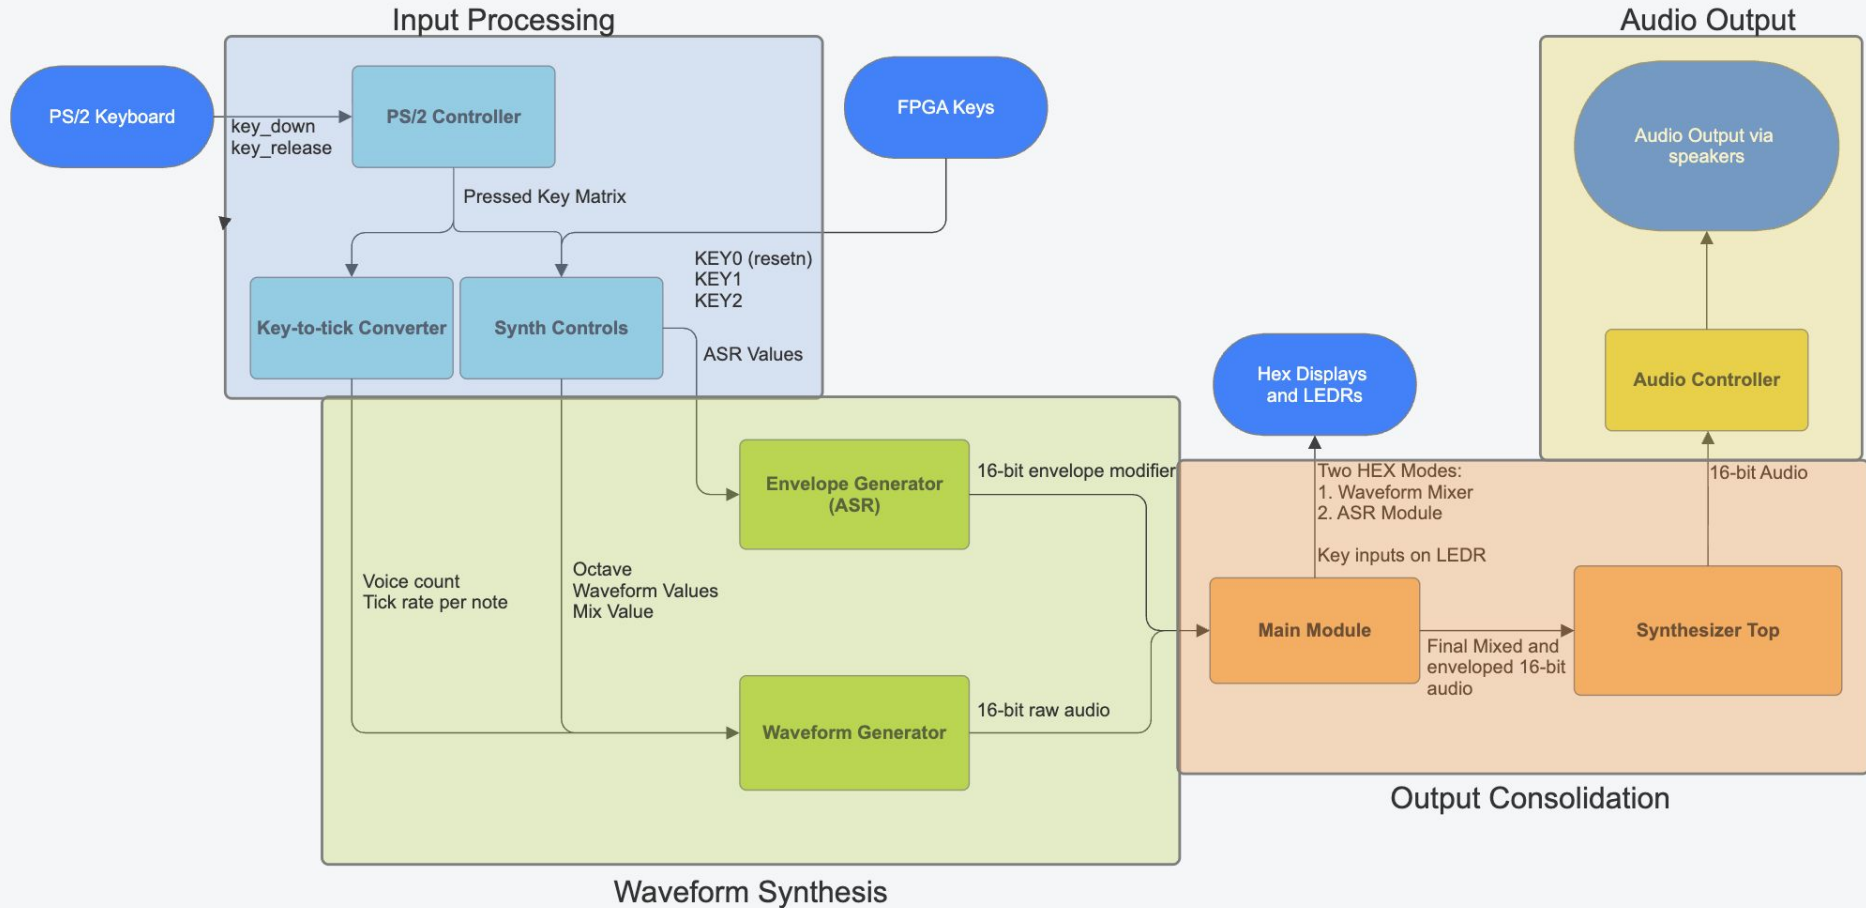 Input Processing
Audio Output
PS/2 Keyboard
key_down
key_release
PS/2 Controller
FPGA Keys
Audio Output via
speakers
Pressed Key Matrix
KEY0 (resetn)
KEY1
KEY2
Key-to-tick Converter
Synth Controls
ASR Values
Hex Displays
and LEDRs
Audio Controller
Envelope Generator
(ASR)
16-bit envelope modifier
Two HEX Modes:
1. Waveform Mixer
2. ASR Module
Key inputs on LEDR
16-bit Audio
Voice count
Tick rate per note
Octave
Waveform Values
Mix Value
Main Module
Final Mixed and
enveloped 16-bit
audio
Synthesizer Top
Waveform Generator
16-bit raw audio
Output Consolidation
Waveform Synthesis